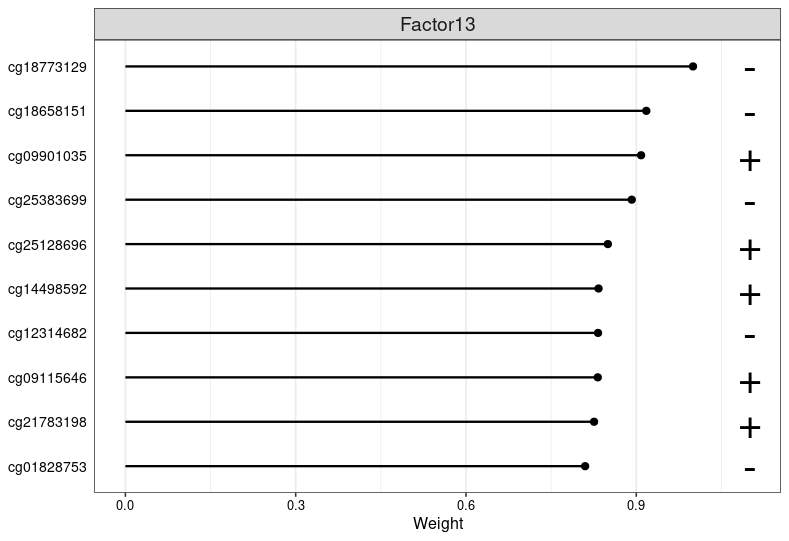 Factor13
cg18773129 -
cg18658151 -
cg09901035 +
cg25383699 -
cg25128696 +
cg14498592 +
cg12314682 -
cg09115646 +
cg21783198 +
cg01828753 -
0.0 0.3 0.6 0.9
Weight